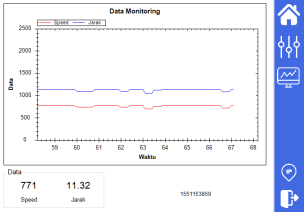 Data Monitoring
Speed Jarak
2500
2000
1500
1000
500
0
Data
59 60 61 62 63 64 65 66 67 68
Waktu
Data
771 11.32
Speed Jarak
1551153859
IP